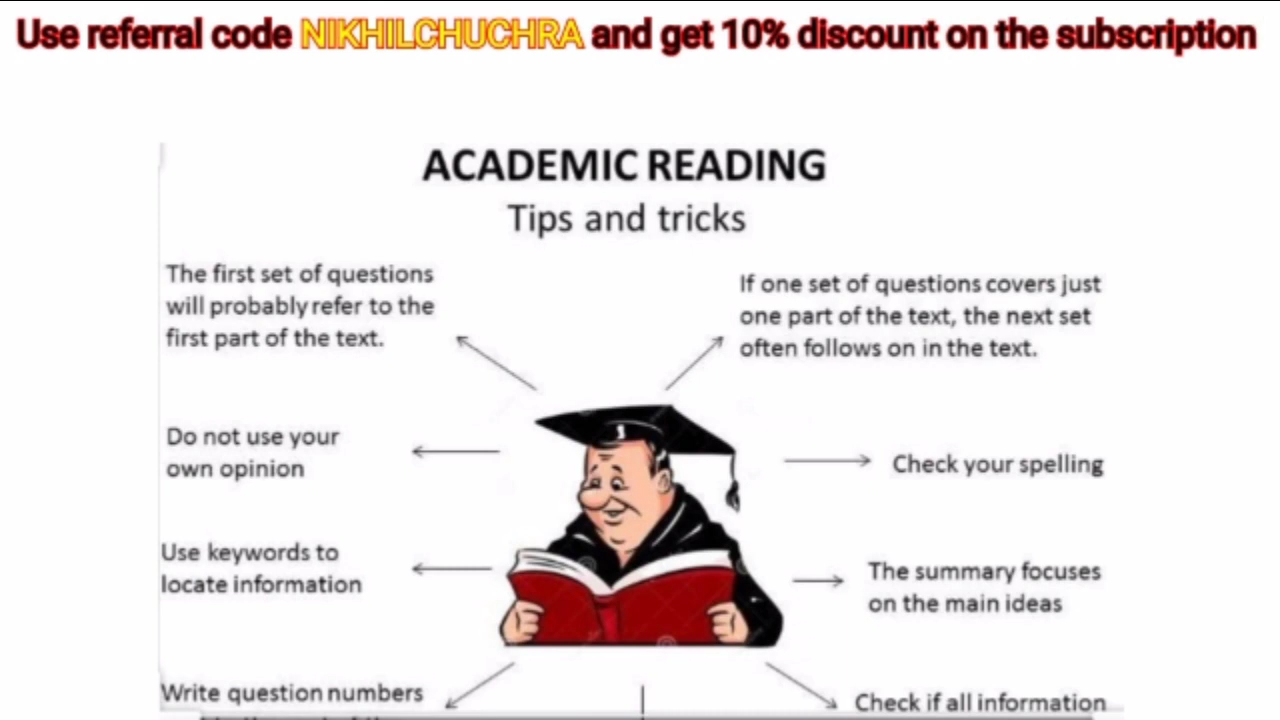 Use referral code NIKHILCHUCHRA and get 10% discount on the subscription
ACADEMIC READING
Tips and tricks
The first set of questions
will probably refer to the
first part of the text.
If one set of questions covers just
one part of the text, the next set
often follows on in the text.
Do not use your
own opinion
Check your spelling
Use keywords to
locate information
The summary focuses
on the main ideas
Write question numbers
Check if all information